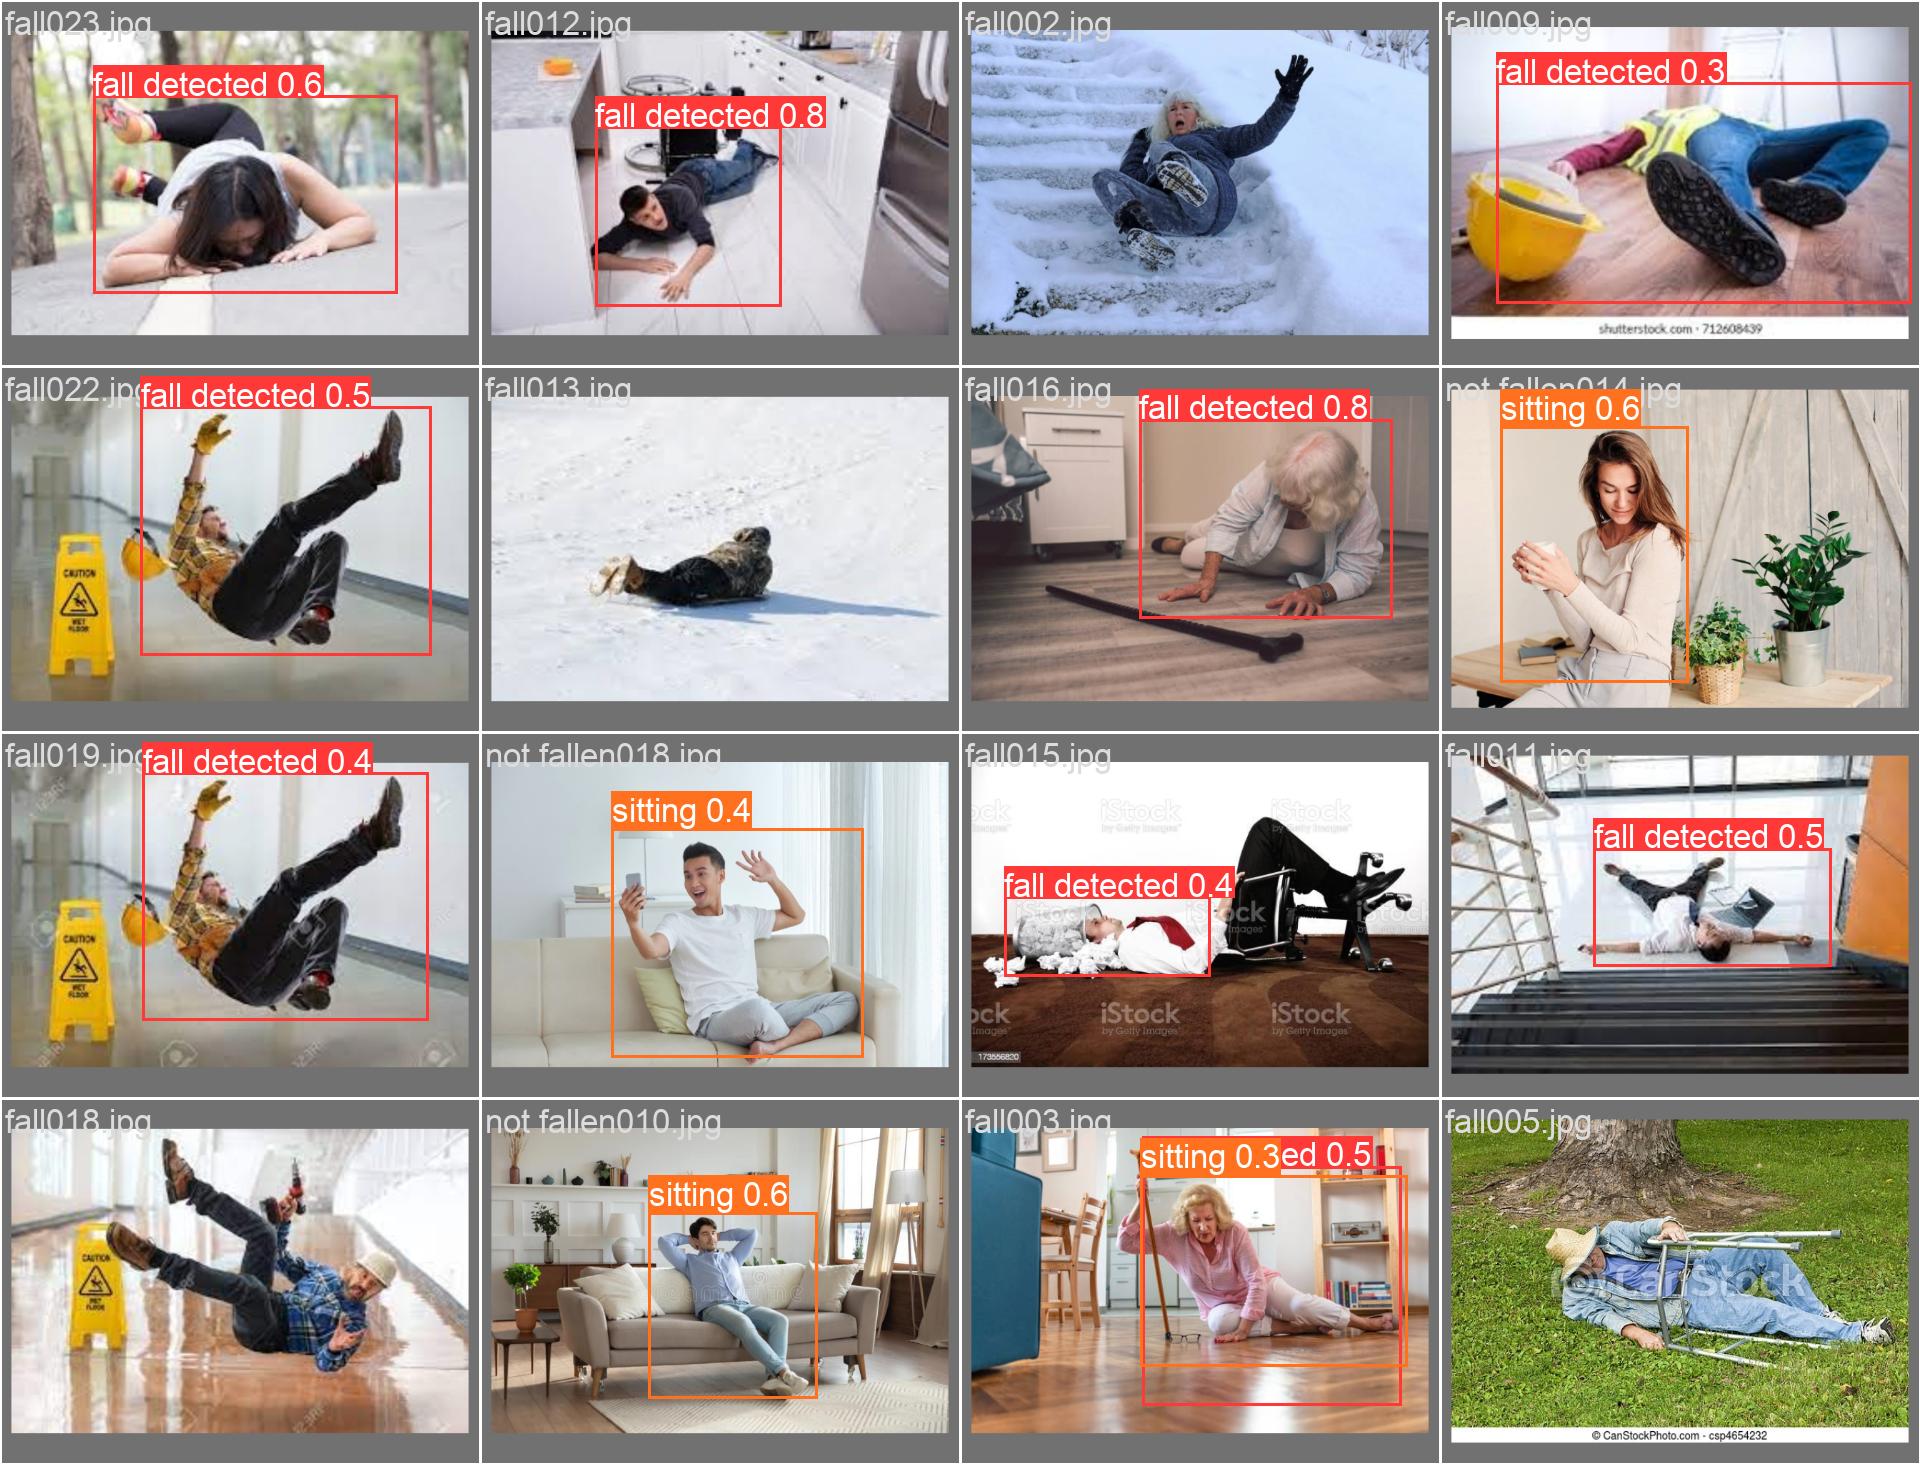 fall023.jpg
fall detected 0.6
fall012.jpg
fall detected 0.8
fall002.jpg
fall009.jpg
fall detected 0.3
shutterstock.com · 712608439
fall022.jpg
fall detected 0.5
CAUTION
WET
FLOOR
fall013.jpg
fall016.jpg
fall detected 0.8
not fallen014.jpg
sitting 0.6
fall019.jpg
fall detected 0.4
CAUTION
WET
FLOOR
not fallen018.jpg
sitting 0.4
fall015.jpg
fall detected 0.4
iStock
by Getty Images
iStock
by Getty Images
iStock
by Getty Images
iStock
by Getty Images
173556820
fall011.jpg
fall detected 0.5
fall018.jpg
CAUTION
WET
FLOOR
not fallen010.jpg
sitting 0.6
fall003.jpg
sitting 0.3
ed 0.5
fall005.jpg
CanStock
© CanStockPhoto.com - csp4654232